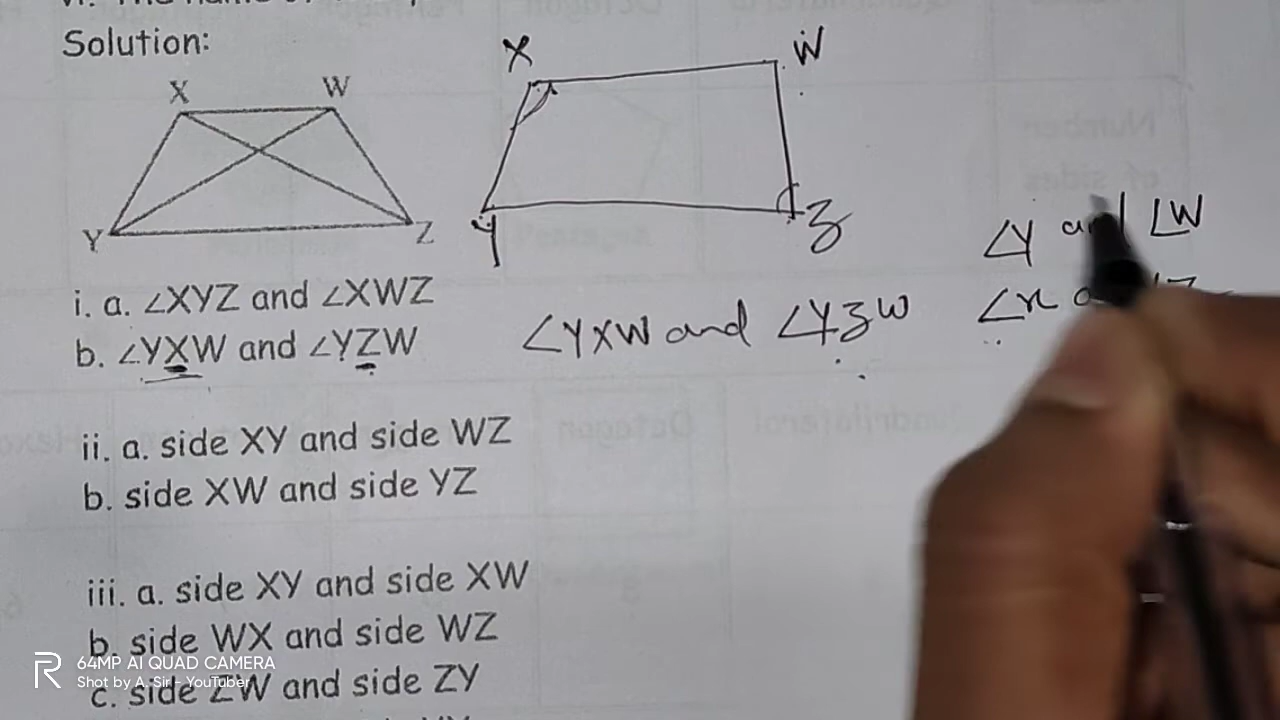 Solution:
X W
Y Z
X W
Y Z
i. a. ∠XYZ and ∠XWZ
b. ∠YXW and ∠YZW
∠YXW and ∠YZW
∠Y and ∠W
∠x
ii. a. side XY and side WZ
b. side XW and side YZ
iii. a. side XY and side XW
b. side WX and side WZ
c. side ZW and side ZY
64MP AI QUAD CAMERA
Shot by A. Sir - YouTuber